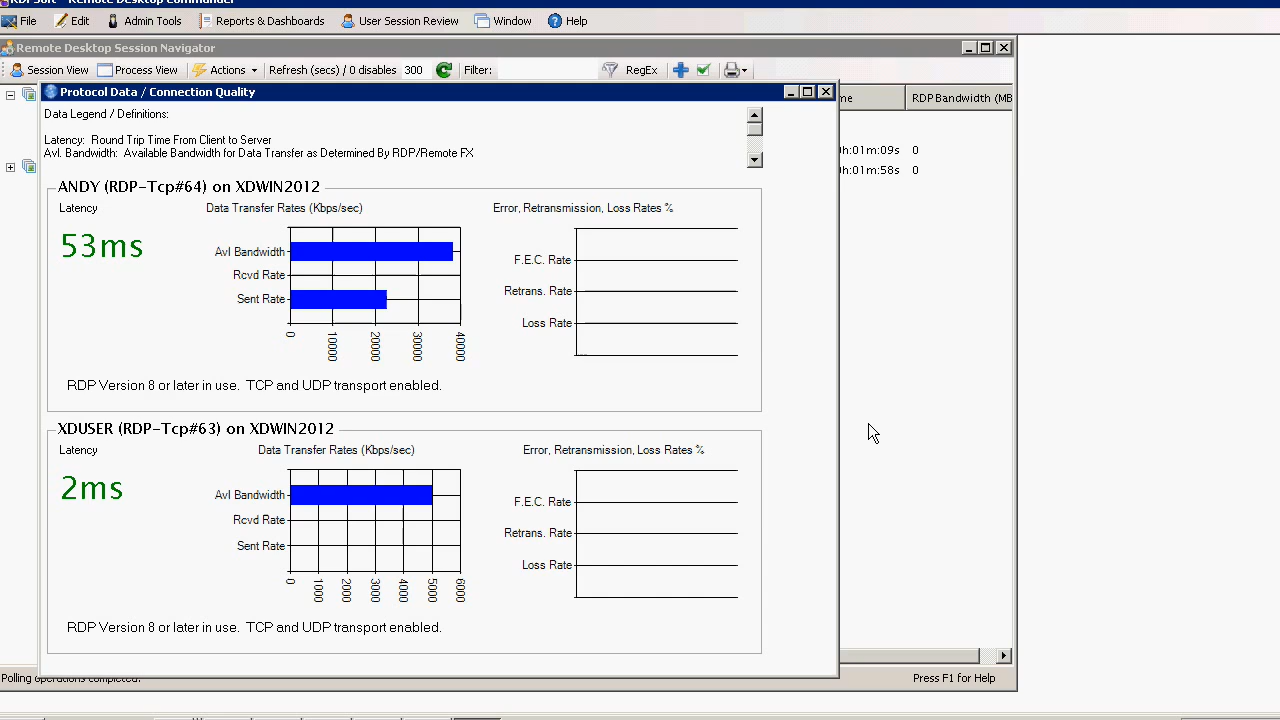 RDPSoft - Remote Desktop Commander
File Edit Admin Tools Reports & Dashboards User Session Review Window Help
Remote Desktop Session Navigator
Session View Process View Actions Refresh (secs) / 0 disables 300 Filter: RegEx
Protocol Data / Connection Quality
RDP Bandwidth (MB
Data Legend / Definitions:
Latency: Round Trip Time From Client to Server
Avl. Bandwidth: Available Bandwidth for Data Transfer as Determined By RDP/Remote FX
h:01m:09s 0
h:01m:58s 0
ANDY (RDP-Tcp#64) on XDWIN2012
Latency Data Transfer Rates (Kbps/sec) Error, Retransmission, Loss Rates %
53ms
Avl Bandwidth
Rcvd Rate
Sent Rate
0 10000 20000 30000 40000
F.E.C. Rate
Retrans. Rate
Loss Rate
RDP Version 8 or later in use. TCP and UDP transport enabled.
XDUSER (RDP-Tcp#63) on XDWIN2012
Latency Data Transfer Rates (Kbps/sec) Error, Retransmission, Loss Rates %
2ms
Avl Bandwidth
Rcvd Rate
Sent Rate
0 1000 2000 3000 4000 5000 6000
F.E.C. Rate
Retrans. Rate
Loss Rate
RDP Version 8 or later in use. TCP and UDP transport enabled.
Polling operations completed. Press F1 for Help